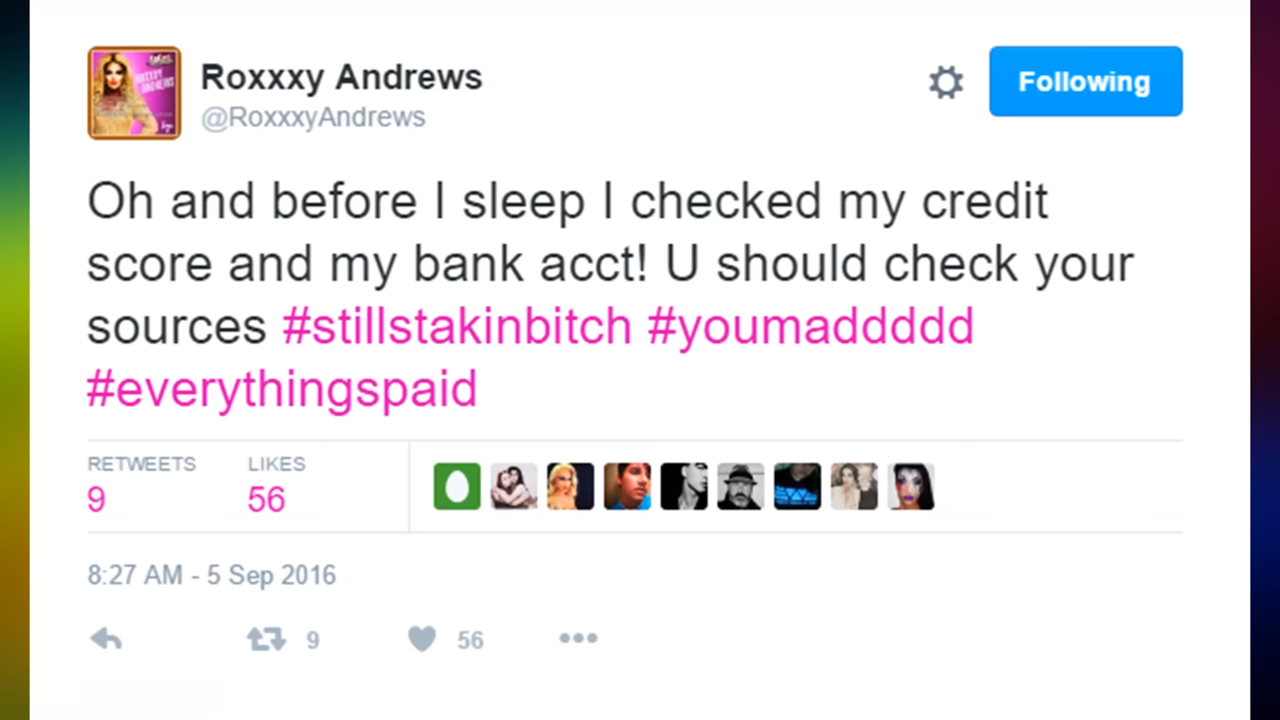 Roxxxy Andrews
@RoxxxyAndrews
Following
Oh and before I sleep I checked my credit
score and my bank acct! U should check your
sources #stillstakinbitch #youmaddddd
#everythingspaid
RETWEETS LIKES
9 56
8:27 AM - 5 Sep 2016
9 56